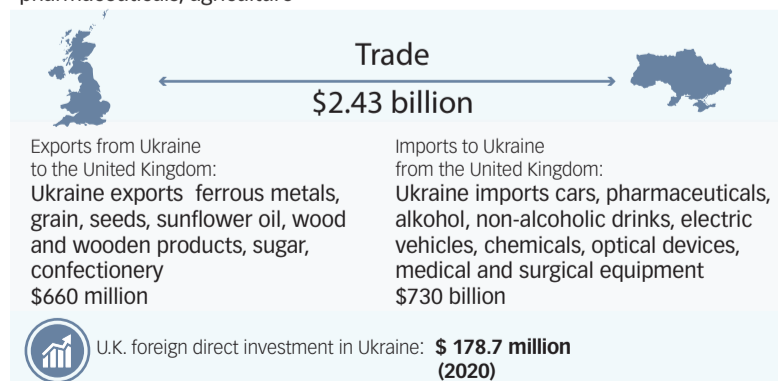 pharmaceuticals, agriculture
Trade
$2.43 billion
Exports from Ukraine
to the United Kingdom:
Ukraine exports  ferrous metals,
grain, seeds, sunflower oil, wood
and wooden products, sugar,
confectionery
$660 million
Imports to Ukraine
from the United Kingdom:
Ukraine imports cars, pharmaceuticals,
alkohol, non-alcoholic drinks, electric
vehicles, chemicals, optical devices,
medical and surgical equipment
$730 billion
U.K. foreign direct investment in Ukraine: $ 178.7 million
(2020)